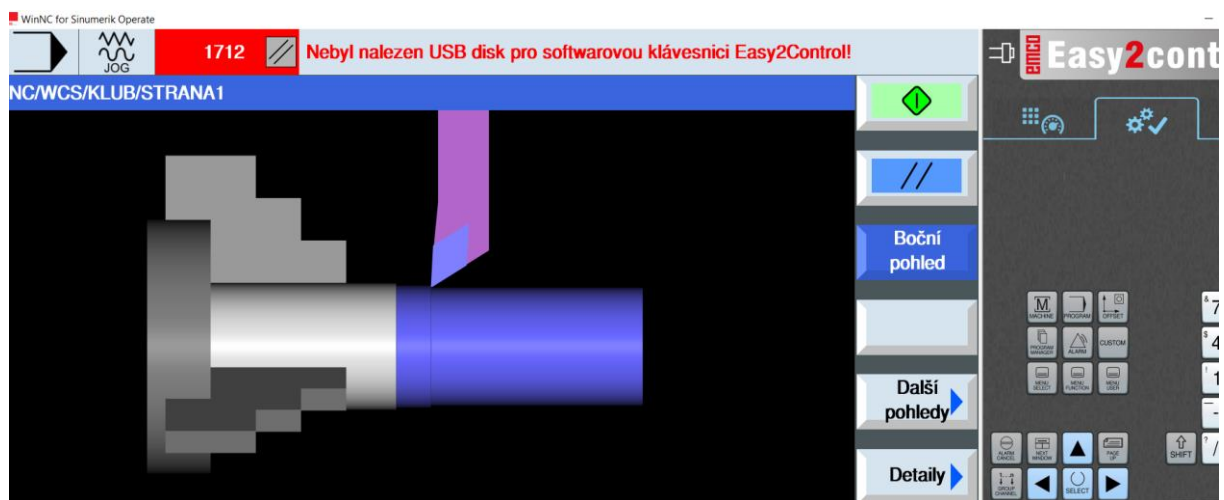 WinNC for Sinumerik Operate
JOG
1712
Nebyl nalezen USB disk pro softwarovou klávesnici Easy2Control!
emco
Easy2cont
NC/WCS/KLUB/STRANA1
//
Boční
pohled
Další
pohledy
Detaily
M
MACHINE
PROGRAM
OFFSET
PROGRAM
MANAGER
ALARM
CUSTOM
MENU
SELECT
MENU
FUNCTION
MENU
USER
& 7
$ 4
! 1
-
ALARM
CANCEL
NEXT
WINDOW
PAGE
UP
SHIFT
? /
1...n
GROUP
CHANNEL
SELECT